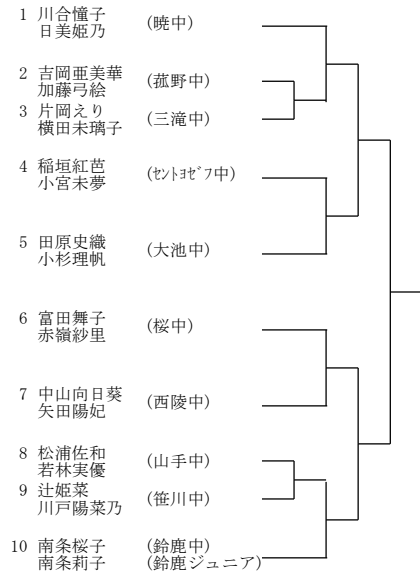 1 川合憧子 (暁中)
日美姫乃
2 吉岡亜美華 (菰野中)
加藤弓絵
3 片岡えり (三滝中)
横田未璃子
4 稲垣紅芭 (ｾﾝﾄﾖｾﾞﾌ中)
小宮未夢
5 田原史織 (大池中)
小杉理帆
6 富田舞子 (桜中)
赤嶺紗里
7 中山向日葵 (西陵中)
矢田陽妃
8 松浦佐和 (山手中)
若林実優
9 辻姫菜 (笹川中)
川戸陽菜乃
10 南条桜子 (鈴鹿中)
南条莉子 (鈴鹿ジュニア)